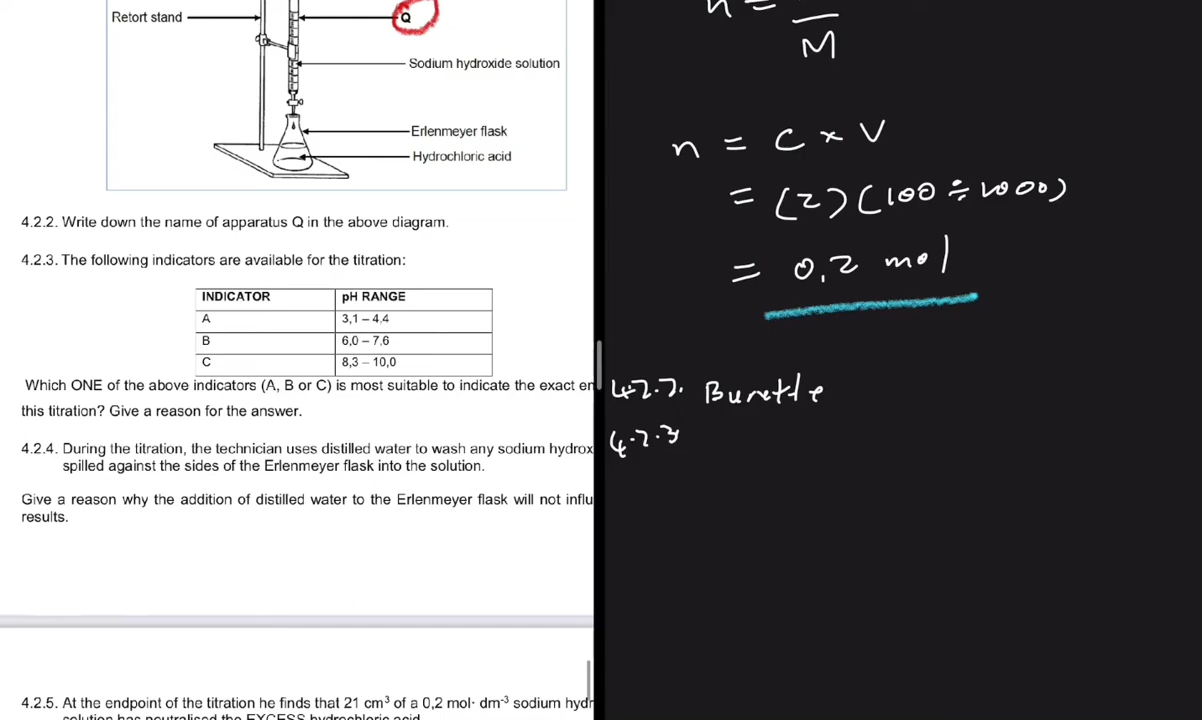 Retort stand
Q
Sodium hydroxide solution
Erlenmeyer flask
Hydrochloric acid
4.2.2. Write down the name of apparatus Q in the above diagram.
4.2.3. The following indicators are available for the titration:
INDICATOR pH RANGE
A 3,1 – 4,4
B 6,0 – 7,6
C 8,3 – 10,0
Which ONE of the above indicators (A, B or C) is most suitable to indicate the exact en
this titration? Give a reason for the answer.
4.2.4. During the titration, the technician uses distilled water to wash any sodium hydrox
spilled against the sides of the Erlenmeyer flask into the solution.
Give a reason why the addition of distilled water to the Erlenmeyer flask will not influ
results.
4.2.5. At the endpoint of the titration he finds that 21 cm³ of a 0,2 mol· dm⁻³ sodium hydr
solution has neutralised the EXCESS hydrochloric acid
n =
M
n = C × V
= (2)(100 ÷ 1000)
= 0,2 mol
4.2.2. Burette
4.2.3